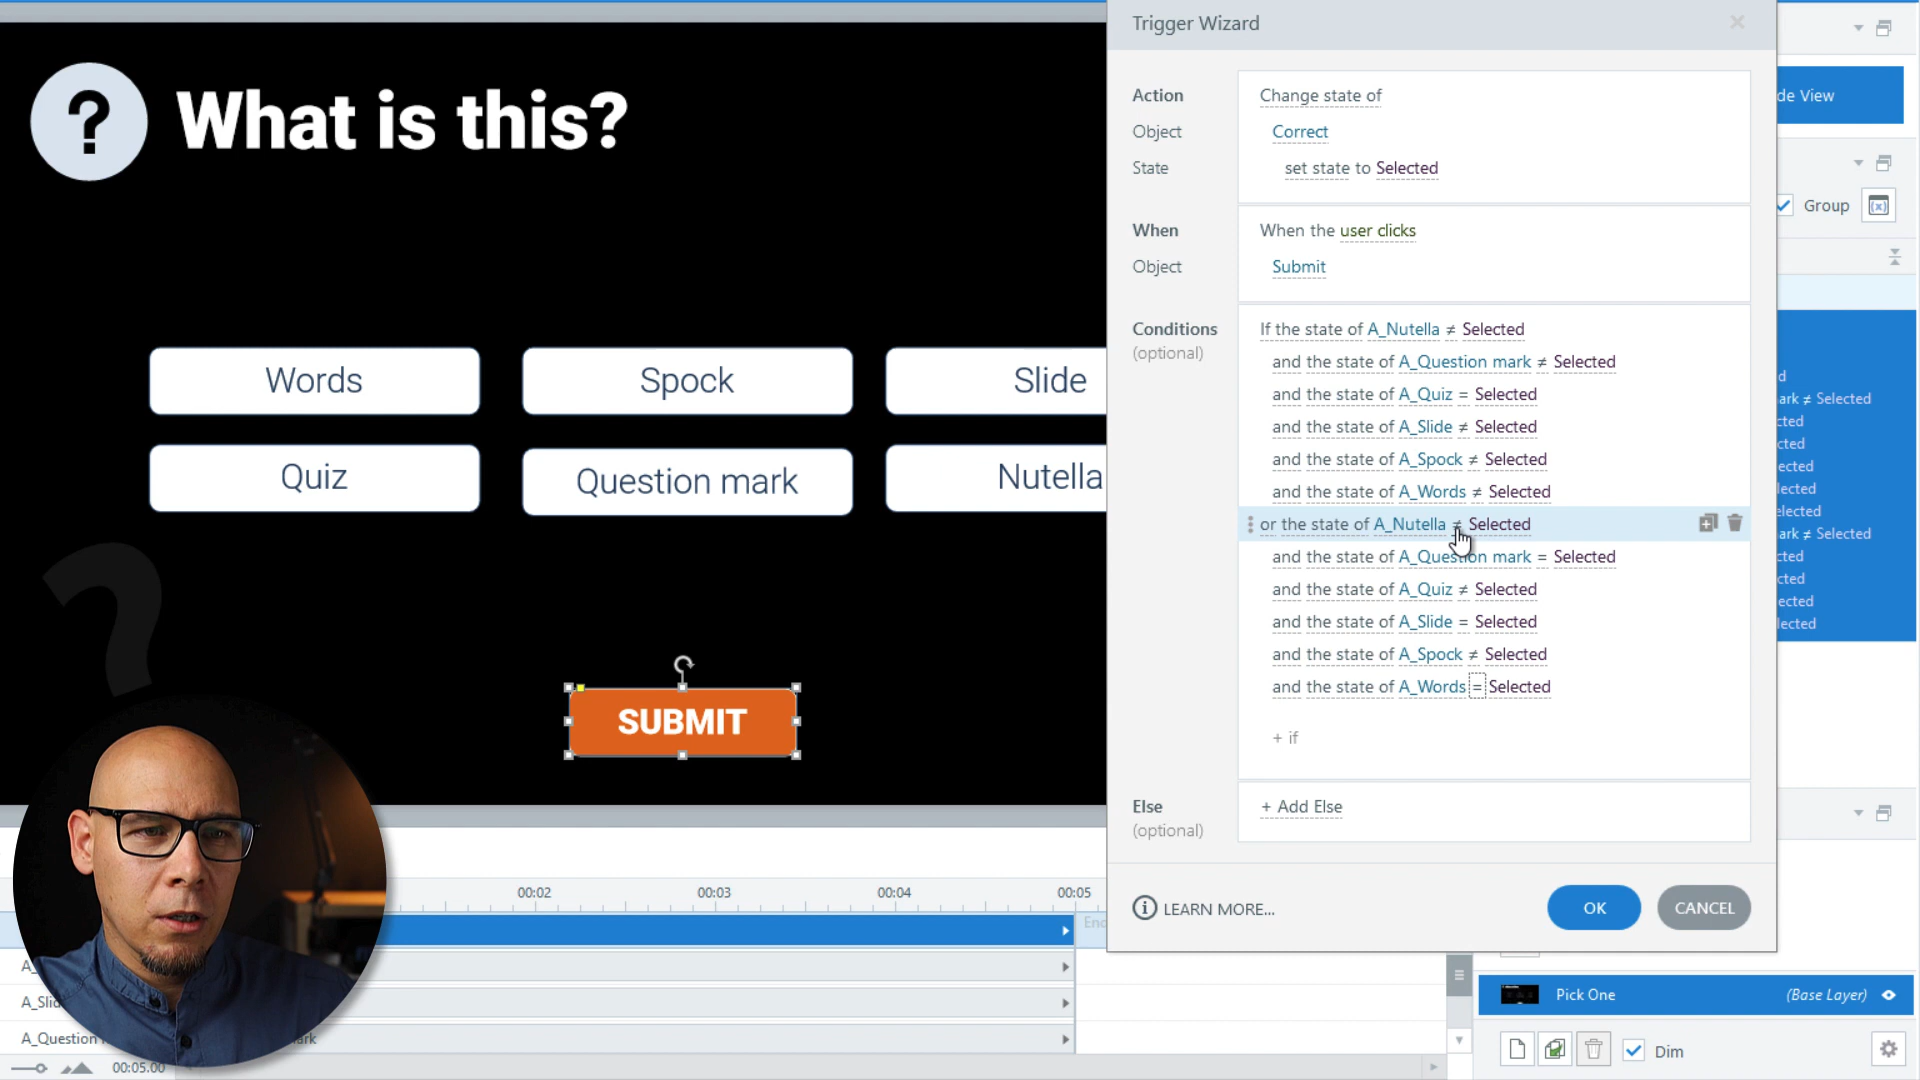 Trigger Wizard
Action
Change state of
Object
Correct
State
set state to Selected
When
When the user clicks
Object
Submit
Conditions
(optional)
If the state of A_Nutella ≠ Selected
and the state of A_Question mark ≠ Selected
and the state of A_Quiz = Selected
and the state of A_Slide ≠ Selected
and the state of A_Spock ≠ Selected
and the state of A_Words ≠ Selected
or the state of A_Nutella ≠ Selected
and the state of A_Question mark = Selected
and the state of A_Quiz ≠ Selected
and the state of A_Slide = Selected
and the state of A_Spock ≠ Selected
and the state of A_Words = Selected
+ if
Else
(optional)
+ Add Else
LEARN MORE...
OK
CANCEL
? What is this?
Words
Spock
Slide
Quiz
Question mark
Nutella
?
SUBMIT
de View
Group
(x)
ark ≠ Selected
ected
lected
elected
ark ≠ Selected
cted
cted
ected
lected
00:02
00:03
00:04
00:05
A_Question
ark
00:05.00
Pick One
(Base Layer)
Dim